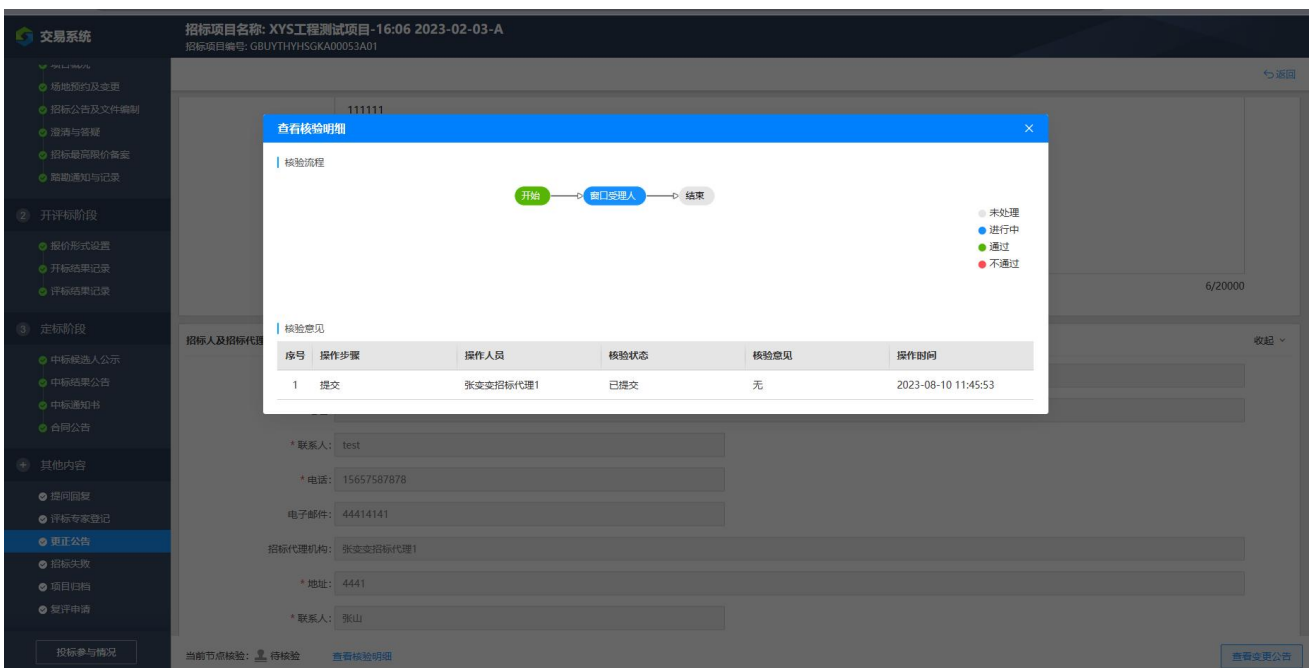 交易系统
招标项目名称: XYS工程测试项目-16:06 2023-02-03-A
招标项目编号: GBUYTHYHSGKA00053A01
返回
场地预约及变更
招标公告及文件编制
澄清与答疑
招标最高限价备案
踏勘通知与记录
2 开评标阶段
报价形式设置
开标结果记录
评标结果记录
3 定标阶段
中标候选人公示
中标结果公告
中标通知书
合同公告
其他内容
提问回复
评标专家登记
更正公告
招标失败
项目归档
复评申请
投标参与情况
111111
查看核验明细
核验流程
开始 窗口受理人 结束
未处理
进行中
通过
不通过
6/20000
核验意见
招标人及招标代理
收起
序号 操作步骤 操作人员 核验状态 核验意见 操作时间
1 提交 张变变招标代理1 已提交 无 2023-08-10 11:45:53
* 联系人: test
* 电话: 15657587878
电子邮件: 44414141
招标代理机构: 张变变招标代理1
* 地址: 4441
* 联系人: 张山
当前节点核验: 待核验 查看核验明细
查看变更公告